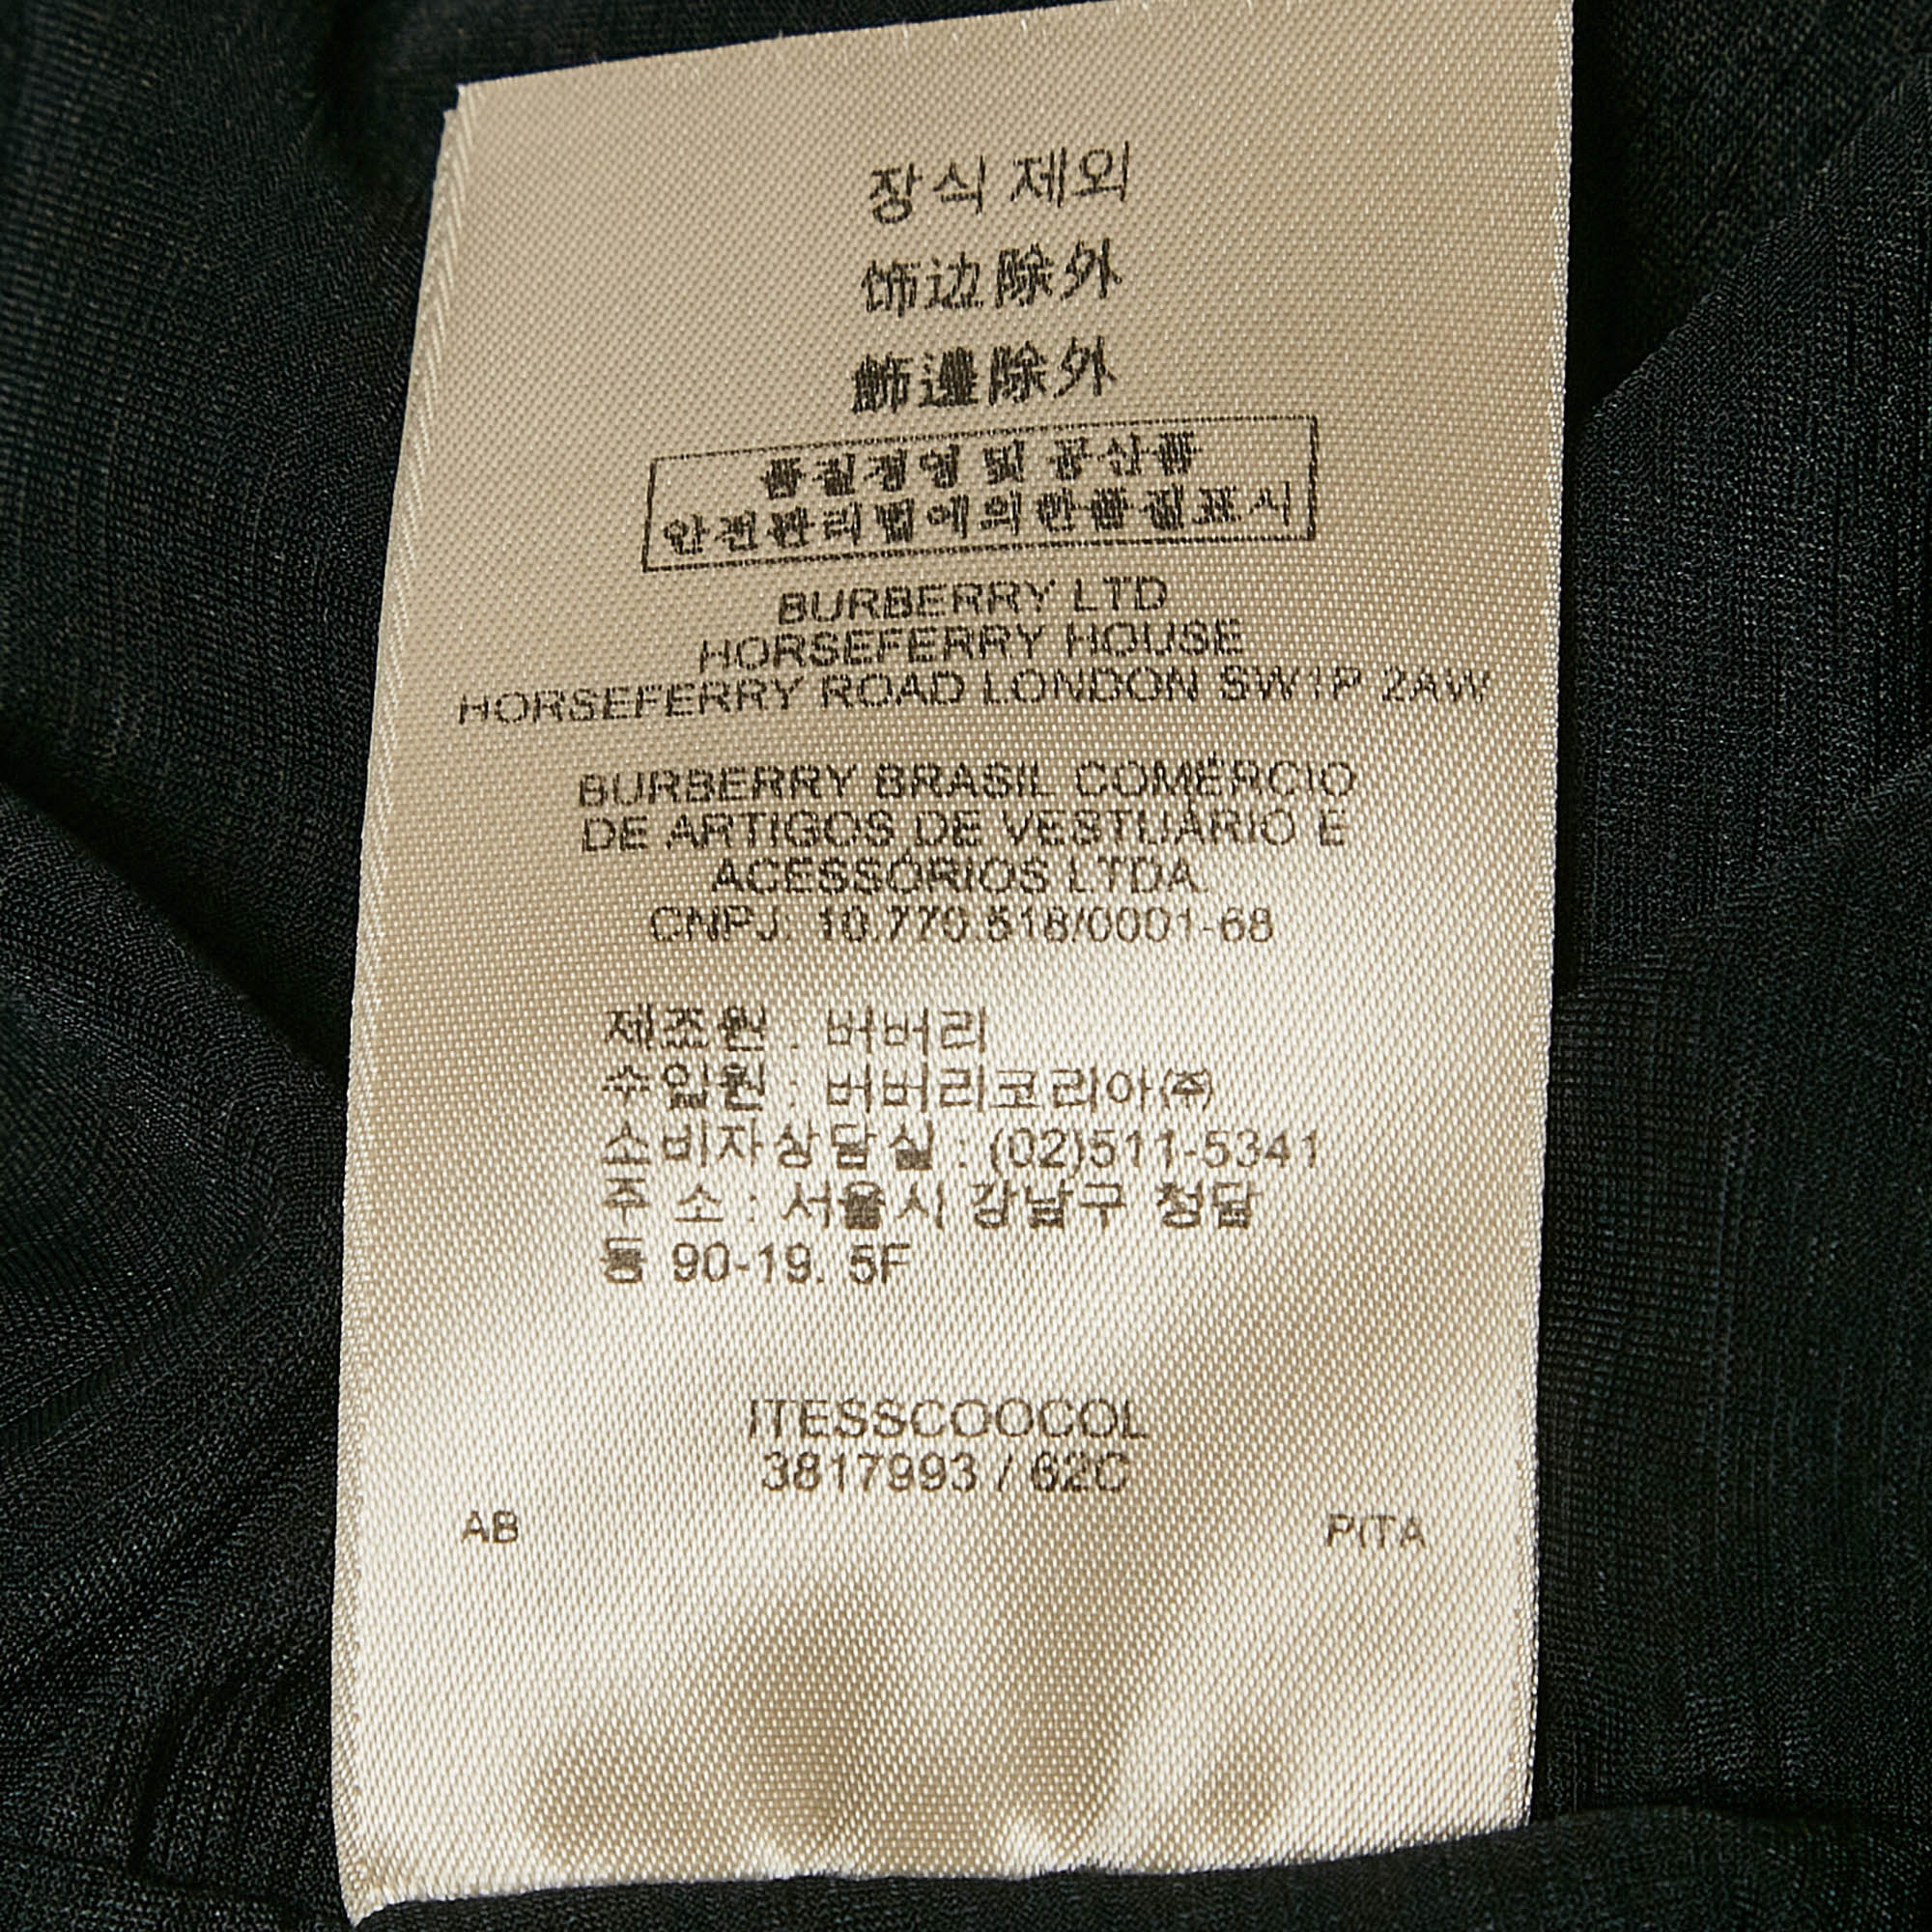 장식 제외
饰边除外
飾邊除外
품질경영 및 공산품
안전관리법에의한품질표시
BURBERRY LTD
HORSEFERRY HOUSE
HORSEFERRY ROAD LONDON SW1P 2AW
BURBERRY BRASIL COMÉRCIO
DE ARTIGOS DE VESTUÁRIO E
ACESSÓRIOS LTDA.
CNPJ: 10.770.518/0001-68
제조원 : 버버리
수입원 : 버버리코리아㈜
소비자상담실 : (02)511-5341
주 소 : 서울시 강남구 청담
동 90-19. 5F
ITESSCOOCOL
3817993 / 62C
AB PITA